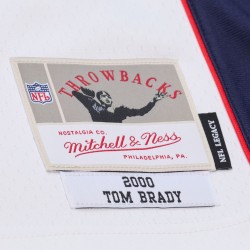 THROWBACKS
NFL
NOSTALGIA CO.
Mitchell & Ness
PHILADELPHIA, PA.
NFL LEGACY
2000
TOM BRADY